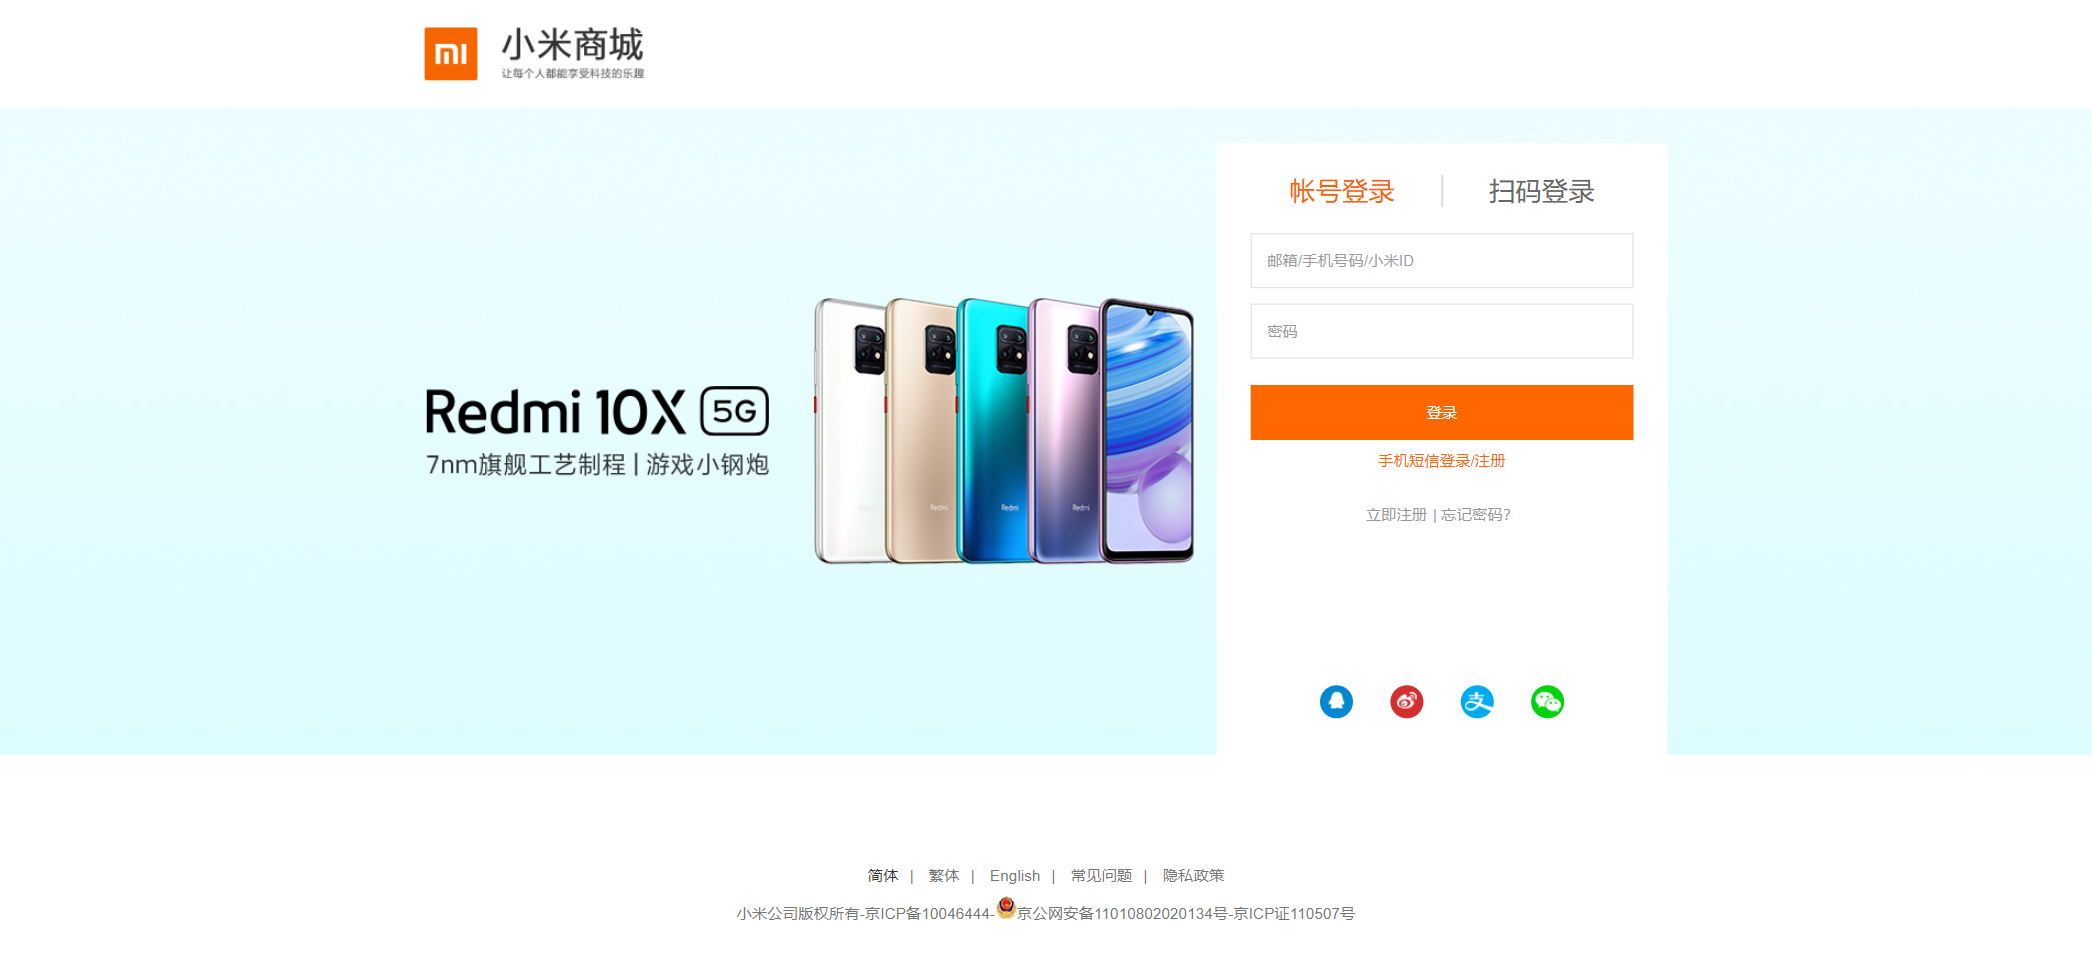 小米商城
让每个人都能享受科技的乐趣
帐号登录 扫码登录
邮箱/手机号码/小米ID
密码
登录
手机短信登录/注册
立即注册 | 忘记密码?
Redmi 10X 5G
7nm旗舰工艺制程 | 游戏小钢炮
Redmi Redmi Redmi
简体 | 繁体 | English | 常见问题 | 隐私政策
小米公司版权所有-京ICP备10046444-京公网安备11010802020134号-京ICP证110507号